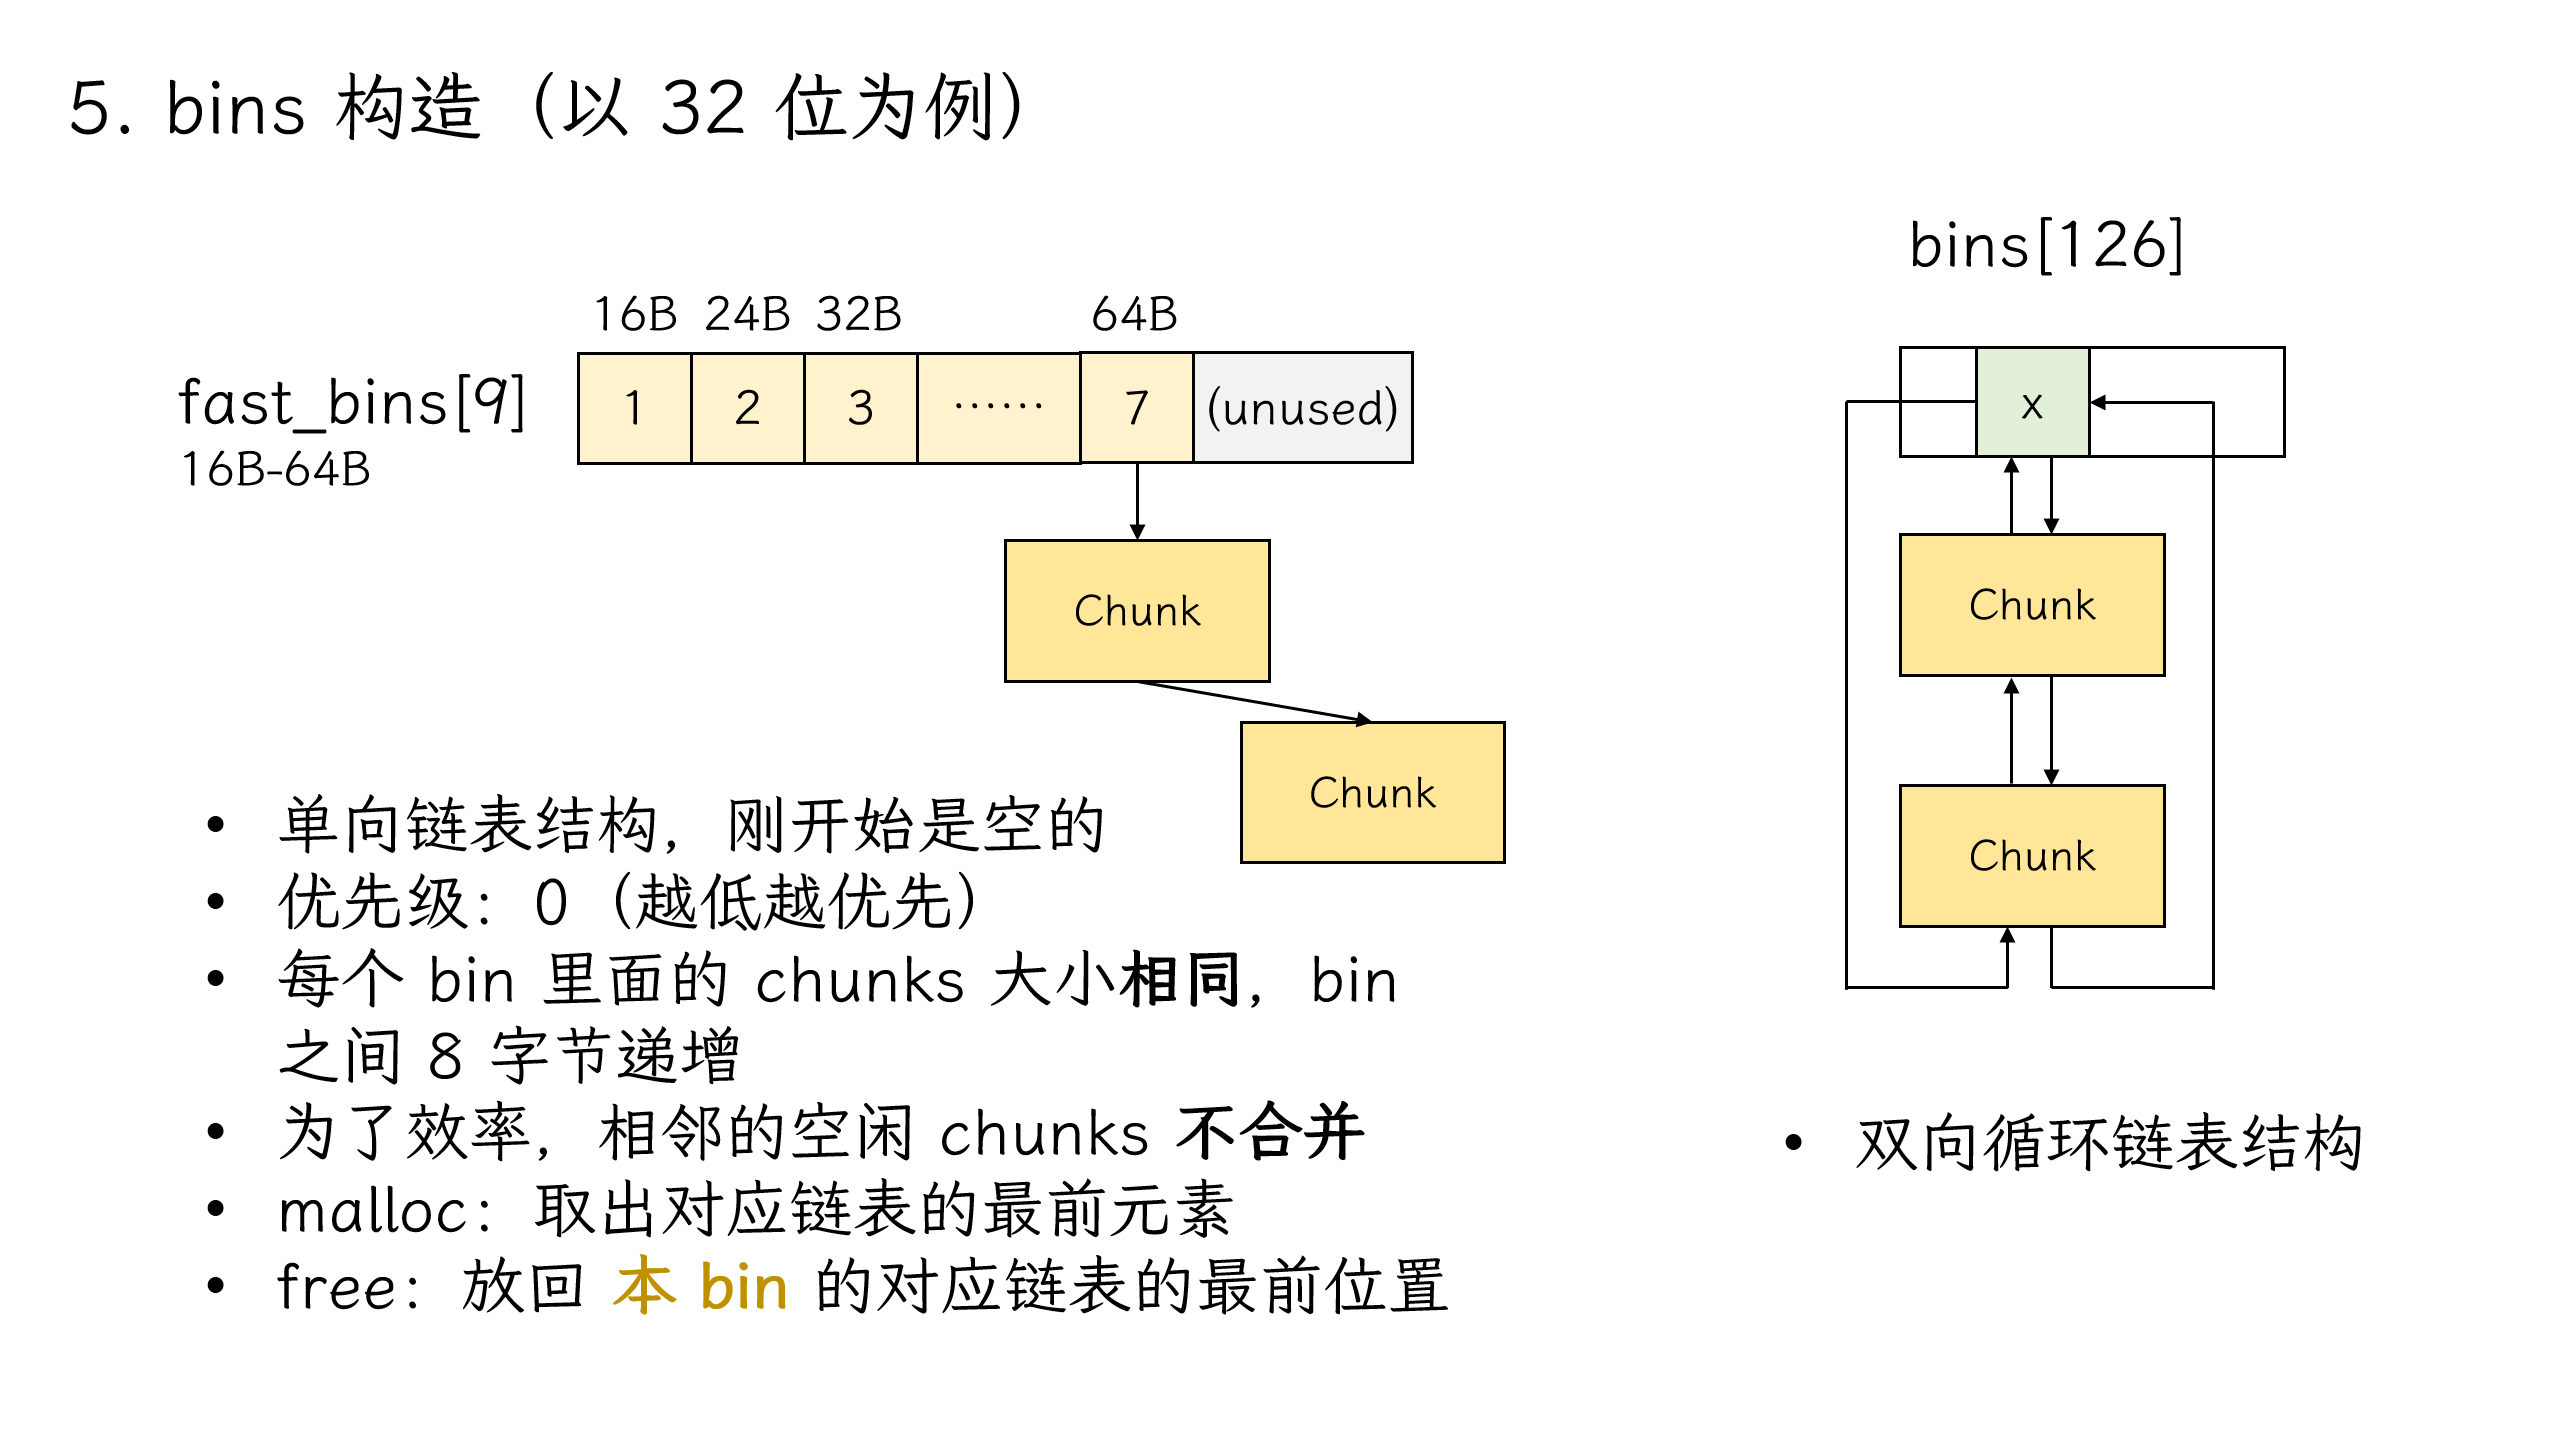 5. bins 构造（以 32 位为例）
fast_bins[9]
16B-64B
16B 24B 32B 64B
1 2 3 …… 7 (unused)
Chunk
Chunk
• 单向链表结构，刚开始是空的
• 优先级：0（越低越优先）
• 每个 bin 里面的 chunks 大小相同，bin
之间 8 字节递增
• 为了效率，相邻的空闲 chunks 不合并
• malloc：取出对应链表的最前元素
• free：放回 本 bin 的对应链表的最前位置
bins[126]
x
Chunk
Chunk
• 双向循环链表结构